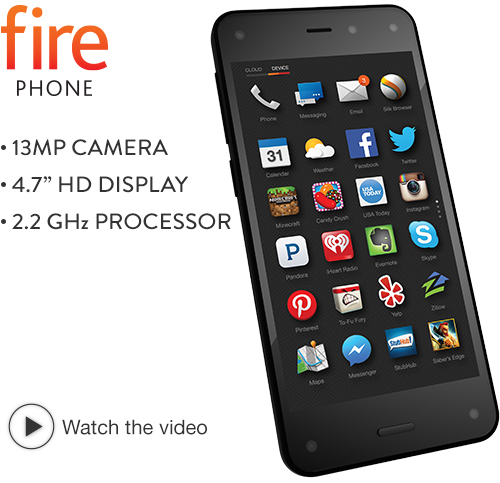 fire
PHONE
• 13MP CAMERA
• 4.7” HD DISPLAY
• 2.2 GHz PROCESSOR
Watch the video
CLOUD DEVICE
3
Phone Messaging Email Silk Browser
31
USA
TODAY
Calendar Weather Facebook Twitter
MINECRAFT
Minecraft Candy Crush USA Today Instagram
P
Pandora iHeart Radio Evernote Skype
Pinterest To-Fu Fury Yelp Zillow
StubHub!
Maps Messenger StubHub Saber's Edge